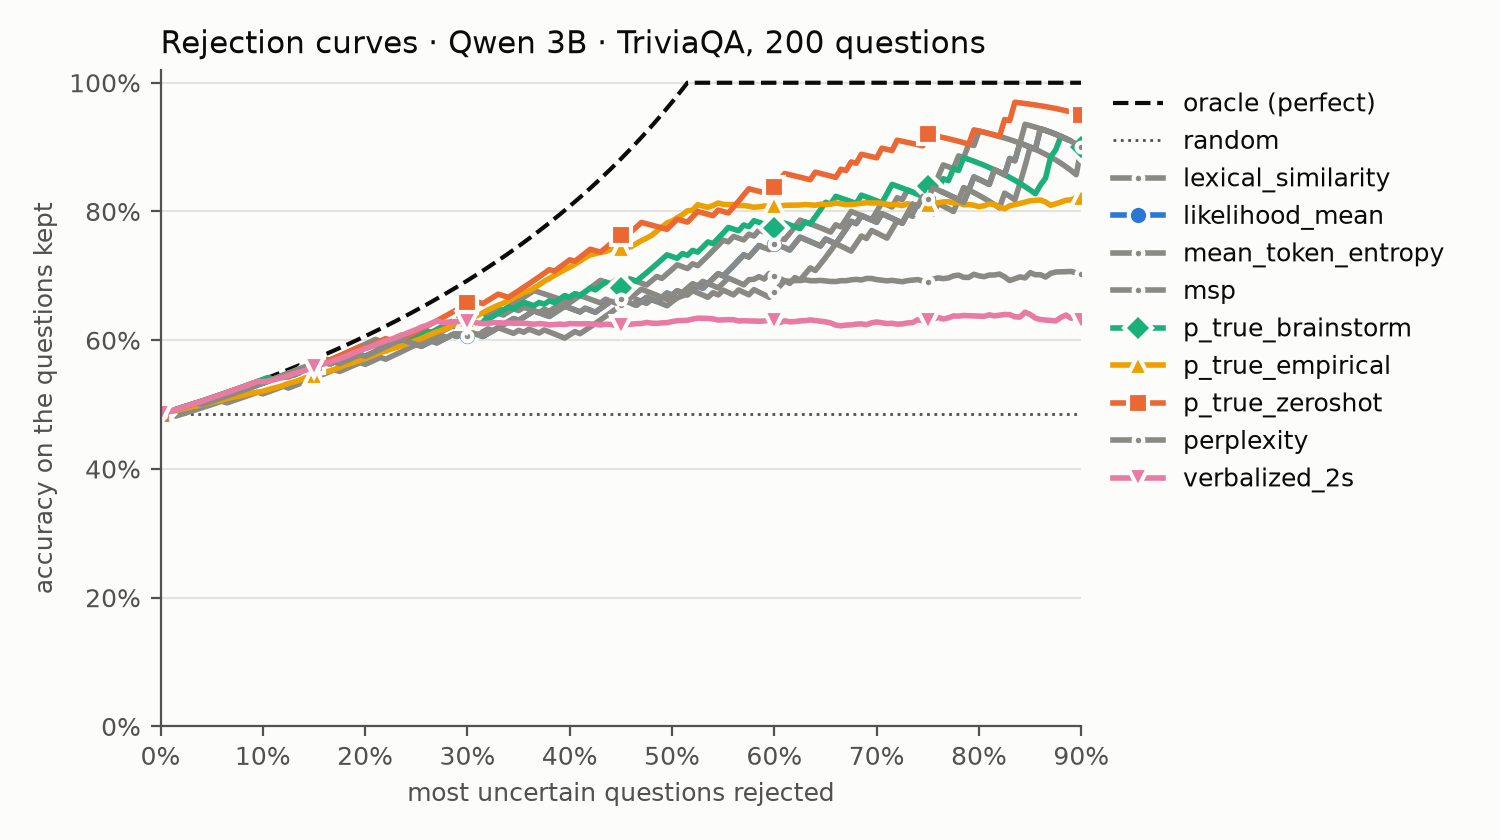 Rejection curves · Qwen 3B · TriviaQA, 200 questions
100%
80%
60%
40%
20%
0%
accuracy on the questions kept
0%
10%
20%
30%
40%
50%
60%
70%
80%
90%
most uncertain questions rejected
oracle (perfect)
random
lexical_similarity
likelihood_mean
mean_token_entropy
msp
p_true_brainstorm
p_true_empirical
p_true_zeroshot
perplexity
verbalized_2s